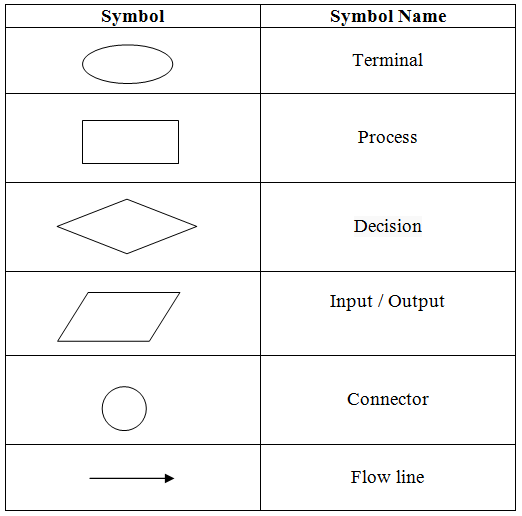 Symbol Symbol Name
Terminal
Process
Decision
Input / Output
Connector
Flow line